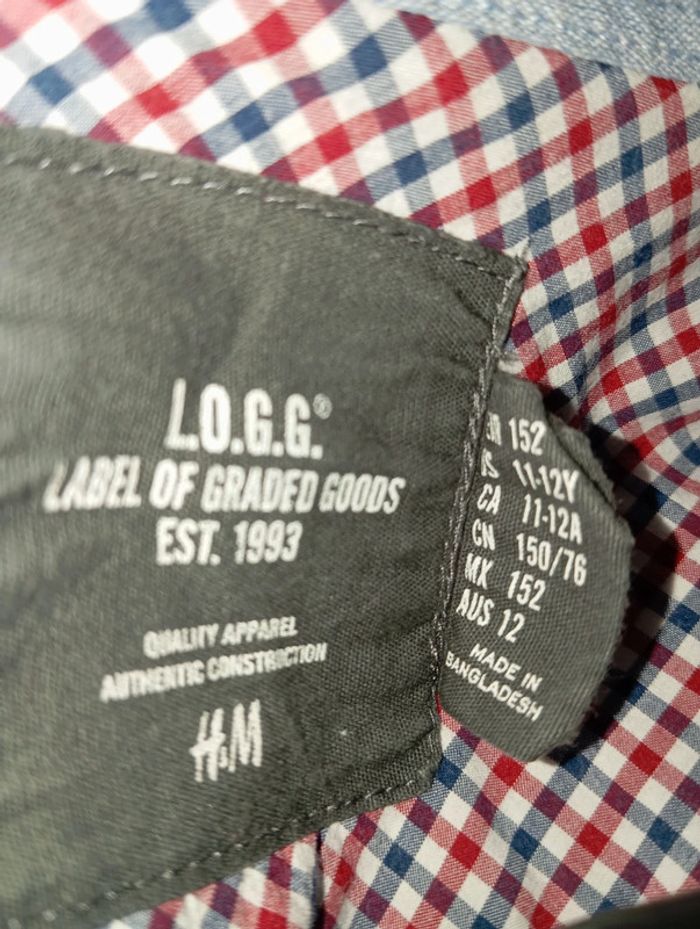 L.O.G.G.®
LABEL OF GRADED GOODS
EST. 1993
QUALITY APPAREL
AUTHENTIC CONSTRUCTION
H&M
152
11-12Y
CA 11-12A
CN 150/76
MX 152
AUS 12
MADE IN
BANGLADESH